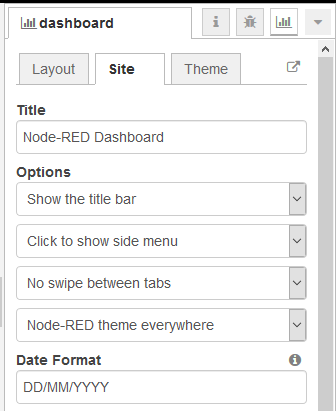 dashboard
Layout Site Theme
Title
Node-RED Dashboard
Options
Show the title bar
Click to show side menu
No swipe between tabs
Node-RED theme everywhere
Date Format
DD/MM/YYYY